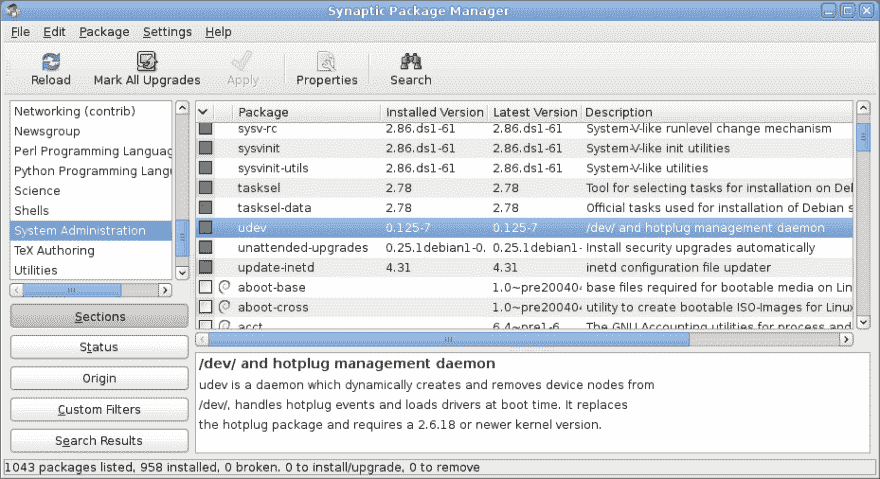 Synaptic Package Manager
File Edit Package Settings Help
Reload Mark All Upgrades Apply Properties Search
Networking (contrib)
Newsgroup
Perl Programming Languag
Python Programming Langu
Science
Shells
System Administration
TeX Authoring
Utilities
Sections
Status
Origin
Custom Filters
Search Results
Package Installed Version Latest Version Description
sysv-rc 2.86.ds1-61 2.86.ds1-61 System-V-like runlevel change mechanism
sysvinit 2.86.ds1-61 2.86.ds1-61 System-V-like init utilities
sysvinit-utils 2.86.ds1-61 2.86.ds1-61 System-V-like utilities
tasksel 2.78 2.78 Tool for selecting tasks for installation on Del
tasksel-data 2.78 2.78 Official tasks used for installation of Debian s
udev 0.125-7 0.125-7 /dev/ and hotplug management daemon
unattended-upgrades 0.25.1debian1-0. 0.25.1debian1- Install security upgrades automatically
update-inetd 4.31 4.31 inetd configuration file updater
aboot-base 1.0~pre20040 base files required for bootable media on Lin
aboot-cross 1.0~pre20040 utility to create bootable ISO-Images for Linux
acct 6.4~pre1-6 The GNU Accounting utilities for process and
/dev/ and hotplug management daemon
udev is a daemon which dynamically creates and removes device nodes from
/dev/, handles hotplug events and loads drivers at boot time. It replaces
the hotplug package and requires a 2.6.18 or newer kernel version.
1043 packages listed, 958 installed, 0 broken. 0 to install/upgrade, 0 to remove